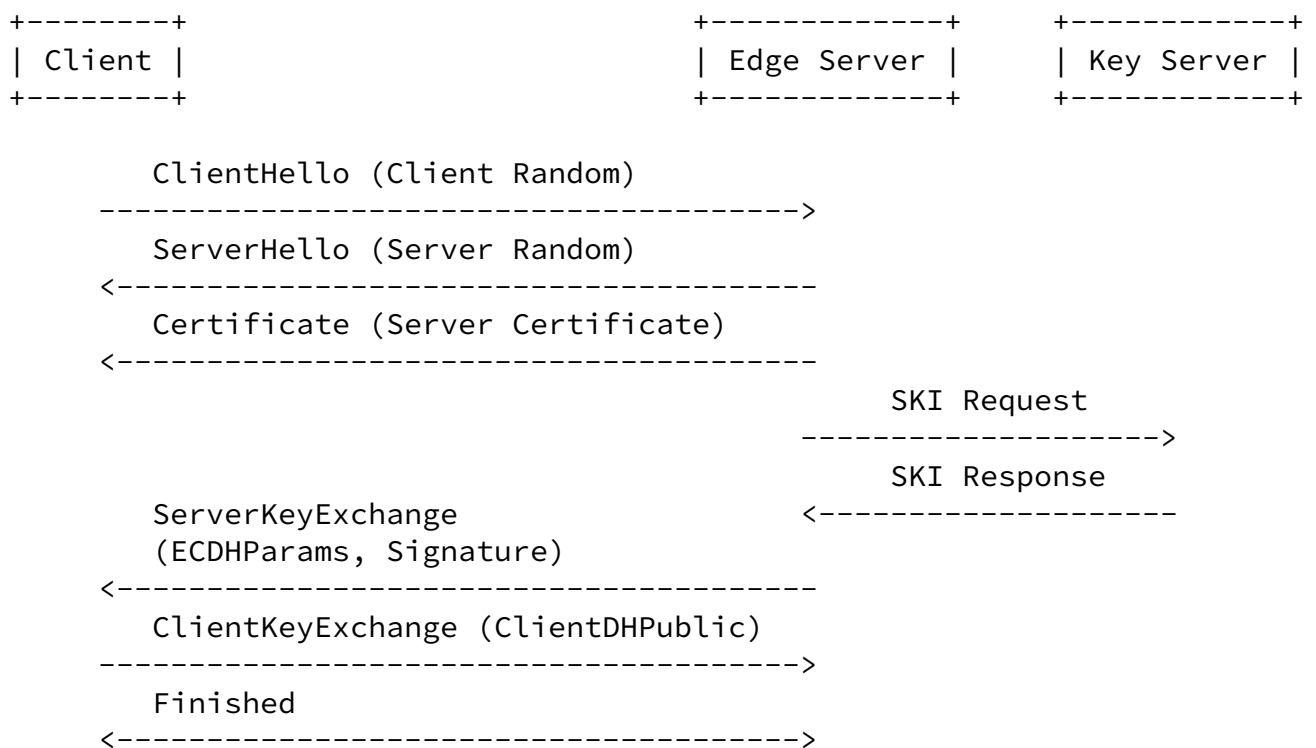 Client Edge Server Key Server
ClientHello (Client Random)
ServerHello (Server Random)
Certificate (Server Certificate)
SKI Request
SKI Response
ServerKeyExchange
(ECDHParams, Signature)
ClientKeyExchange (ClientDHPublic)
Finished